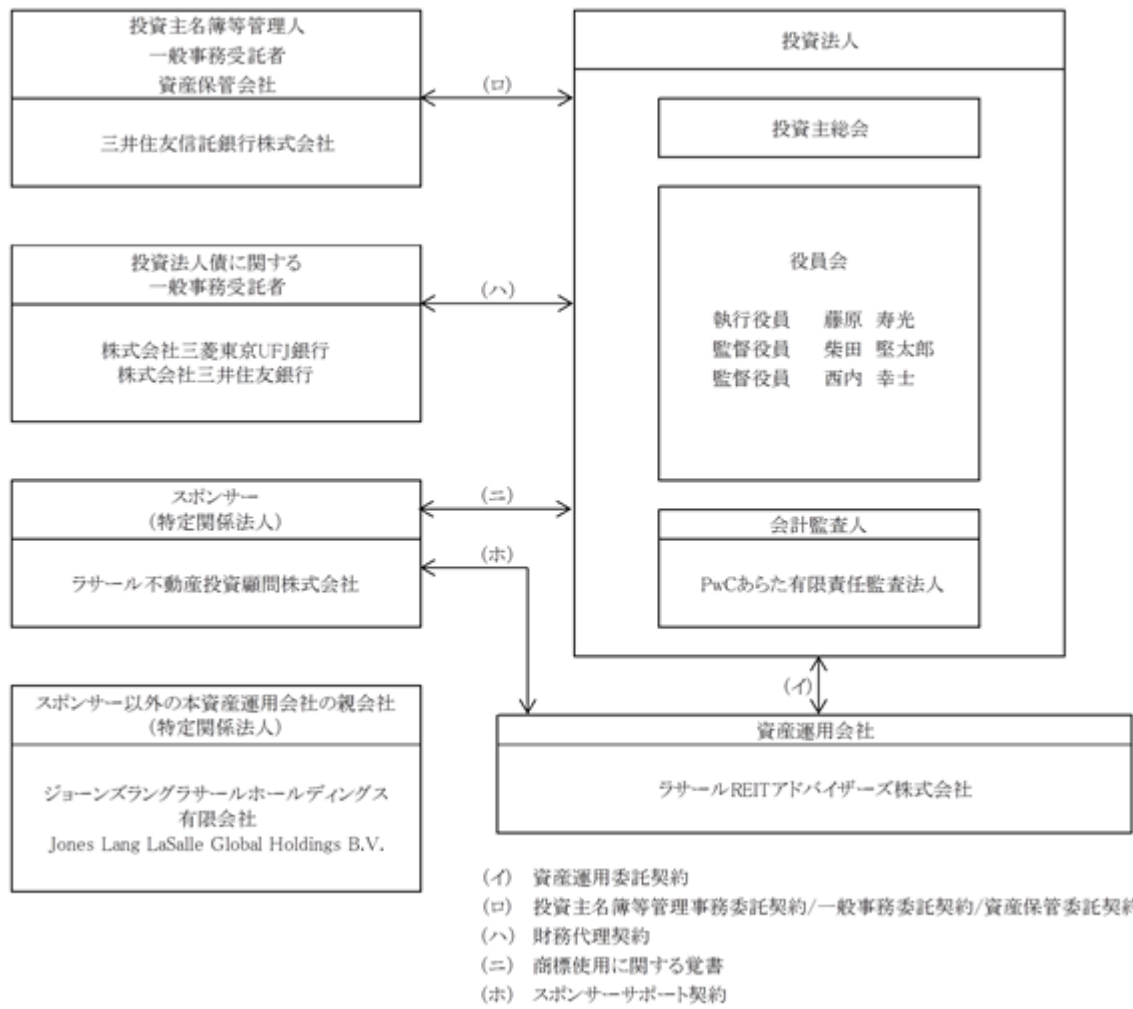 投資主名簿等管理人
一般事務受託者
資産保管会社
三井住友信託銀行株式会社
(ロ)
投資法人
投資主総会
役員会
執行役員 藤原 寿光
監督役員 柴田 堅太郎
監督役員 西内 幸士
会計監査人
PwCあらた有限責任監査法人
投資法人債に関する
一般事務受託者
(ハ)
株式会社三菱東京UFJ銀行
株式会社三井住友銀行
スポンサー
(特定関係法人)
(ニ)
ラサール不動産投資顧問株式会社
(ホ)
(イ)
スポンサー以外の本資産運用会社の親会社
(特定関係法人)
ジョーンズラングラサールホールディングス
有限会社
Jones Lang LaSalle Global Holdings B.V.
資産運用会社
ラサールREITアドバイザーズ株式会社
(イ) 資産運用委託契約
(ロ) 投資主名簿等管理事務委託契約/一般事務委託契約/資産保管委託契約
(ハ) 財務代理契約
(ニ) 商標使用に関する覚書
(ホ) スポンサーサポート契約